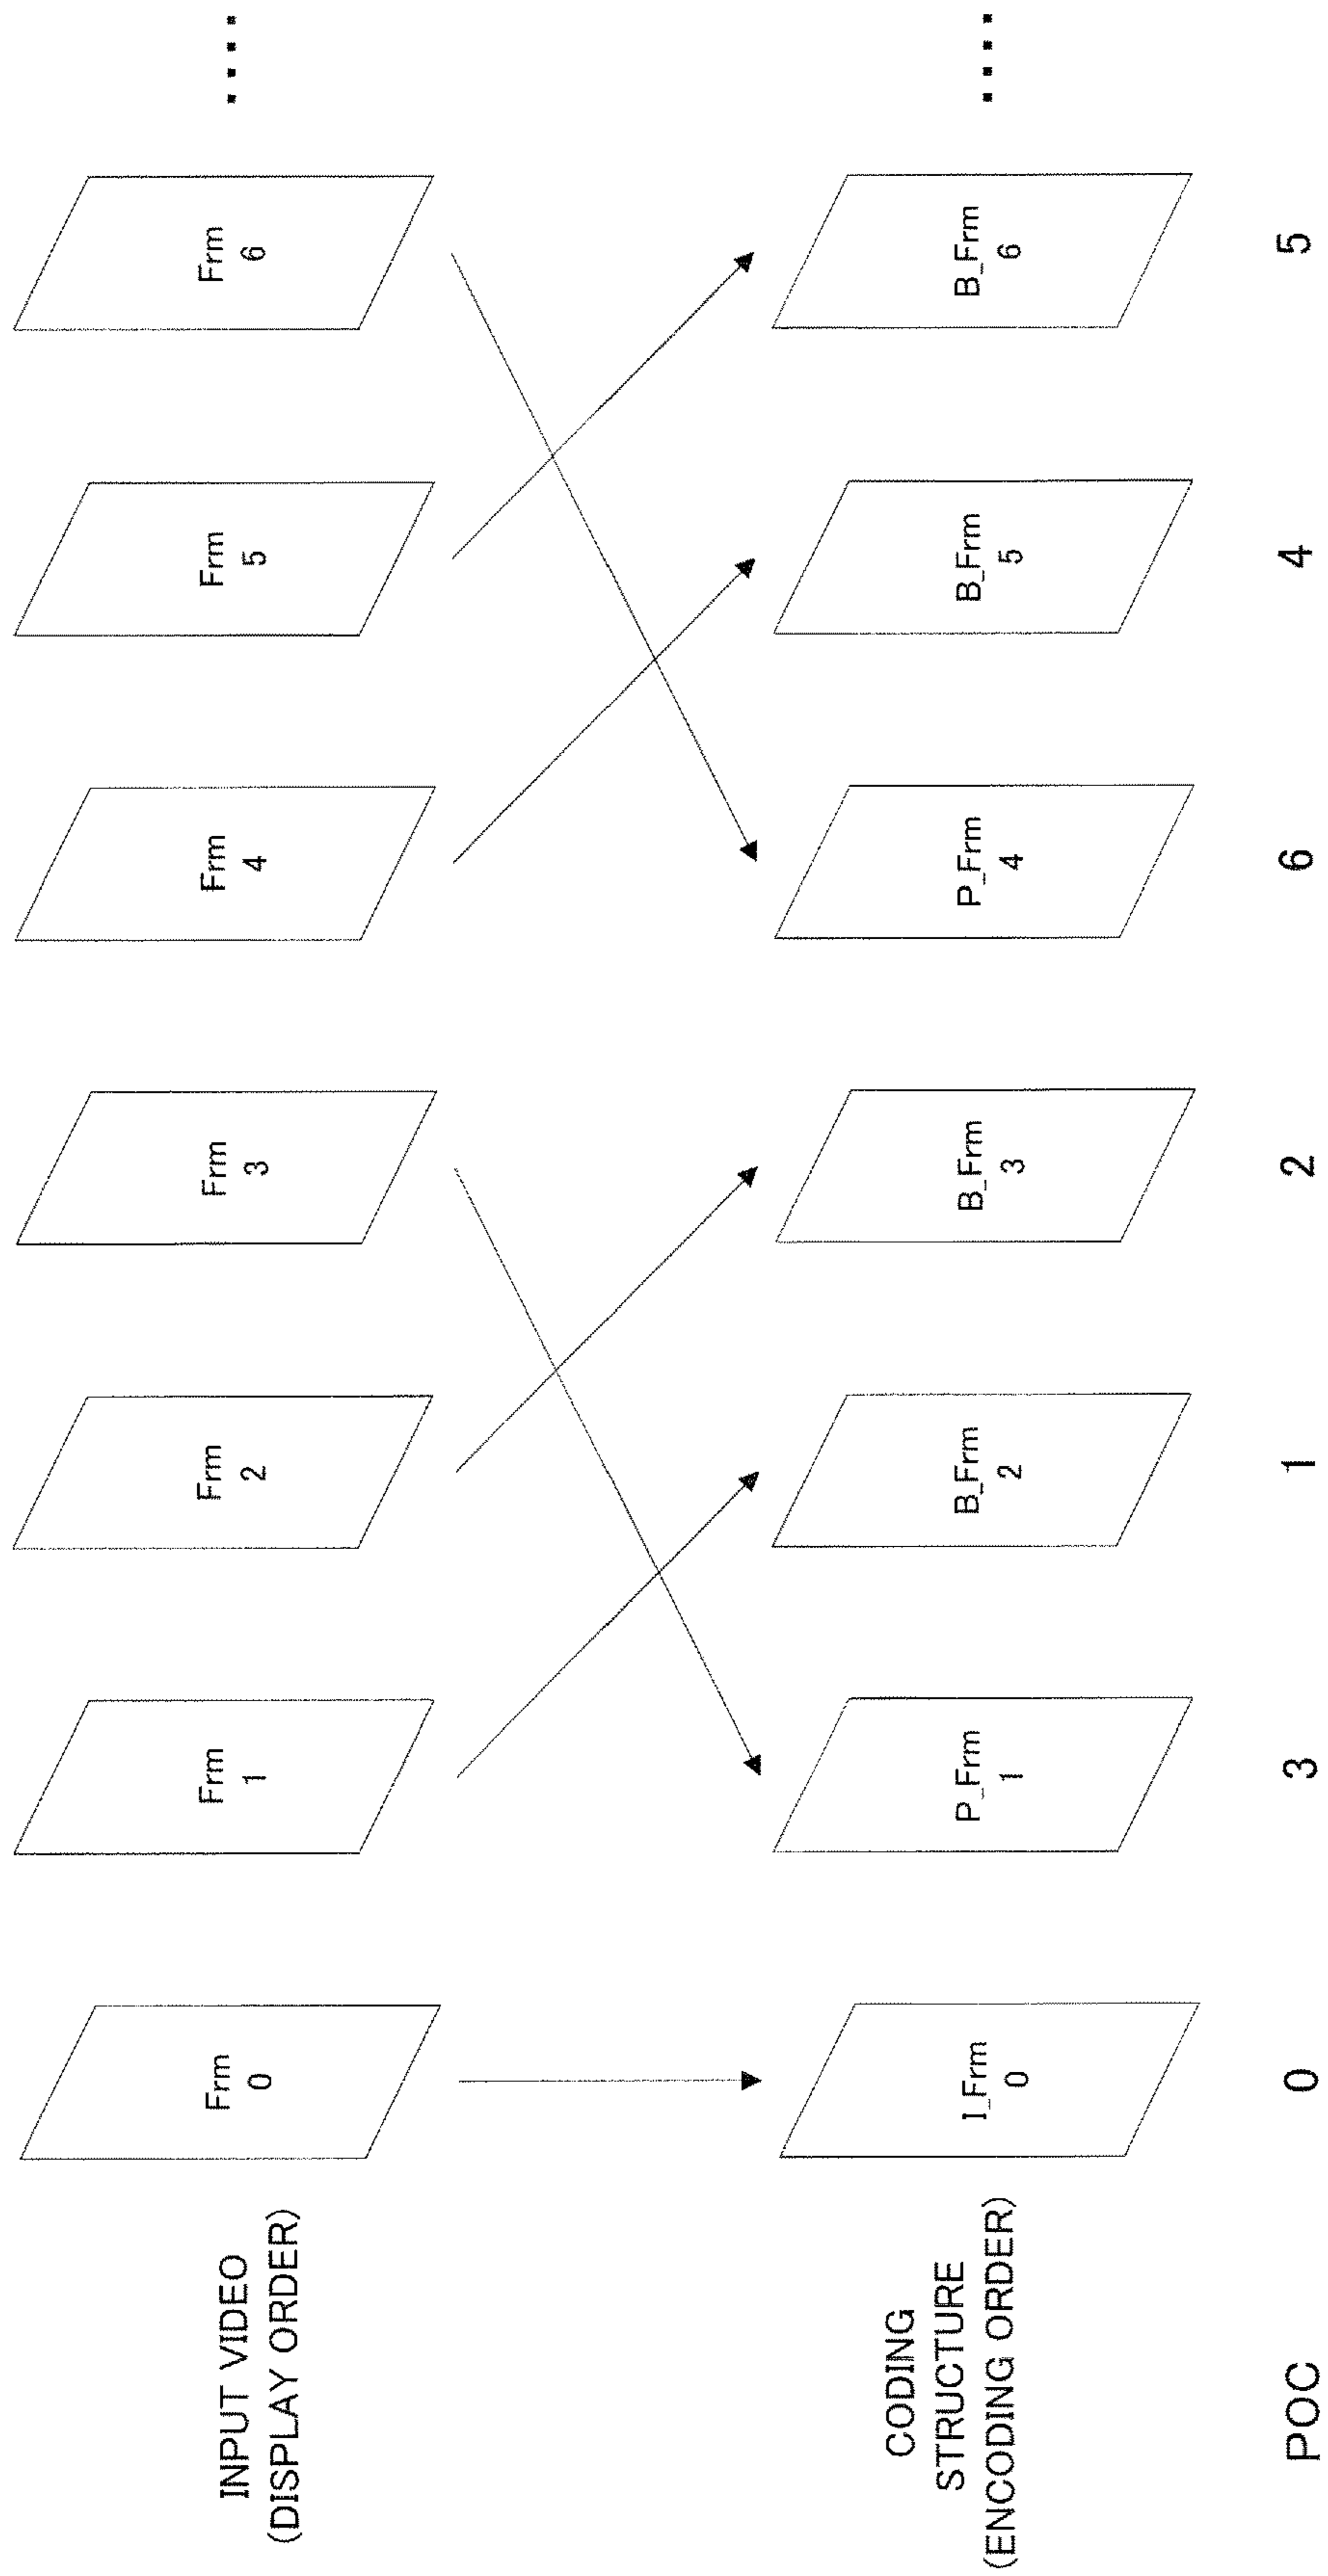 INPUT VIDEO
(DISPLAY ORDER)
Frm
0
Frm
1
Frm
2
Frm
3
Frm
4
Frm
5
Frm
6
CODING
STRUCTURE
(ENCODING ORDER)
I_Frm
0
P_Frm
1
B_Frm
2
B_Frm
3
P_Frm
4
B_Frm
5
B_Frm
6
POC 0 3 1 2 6 4 5